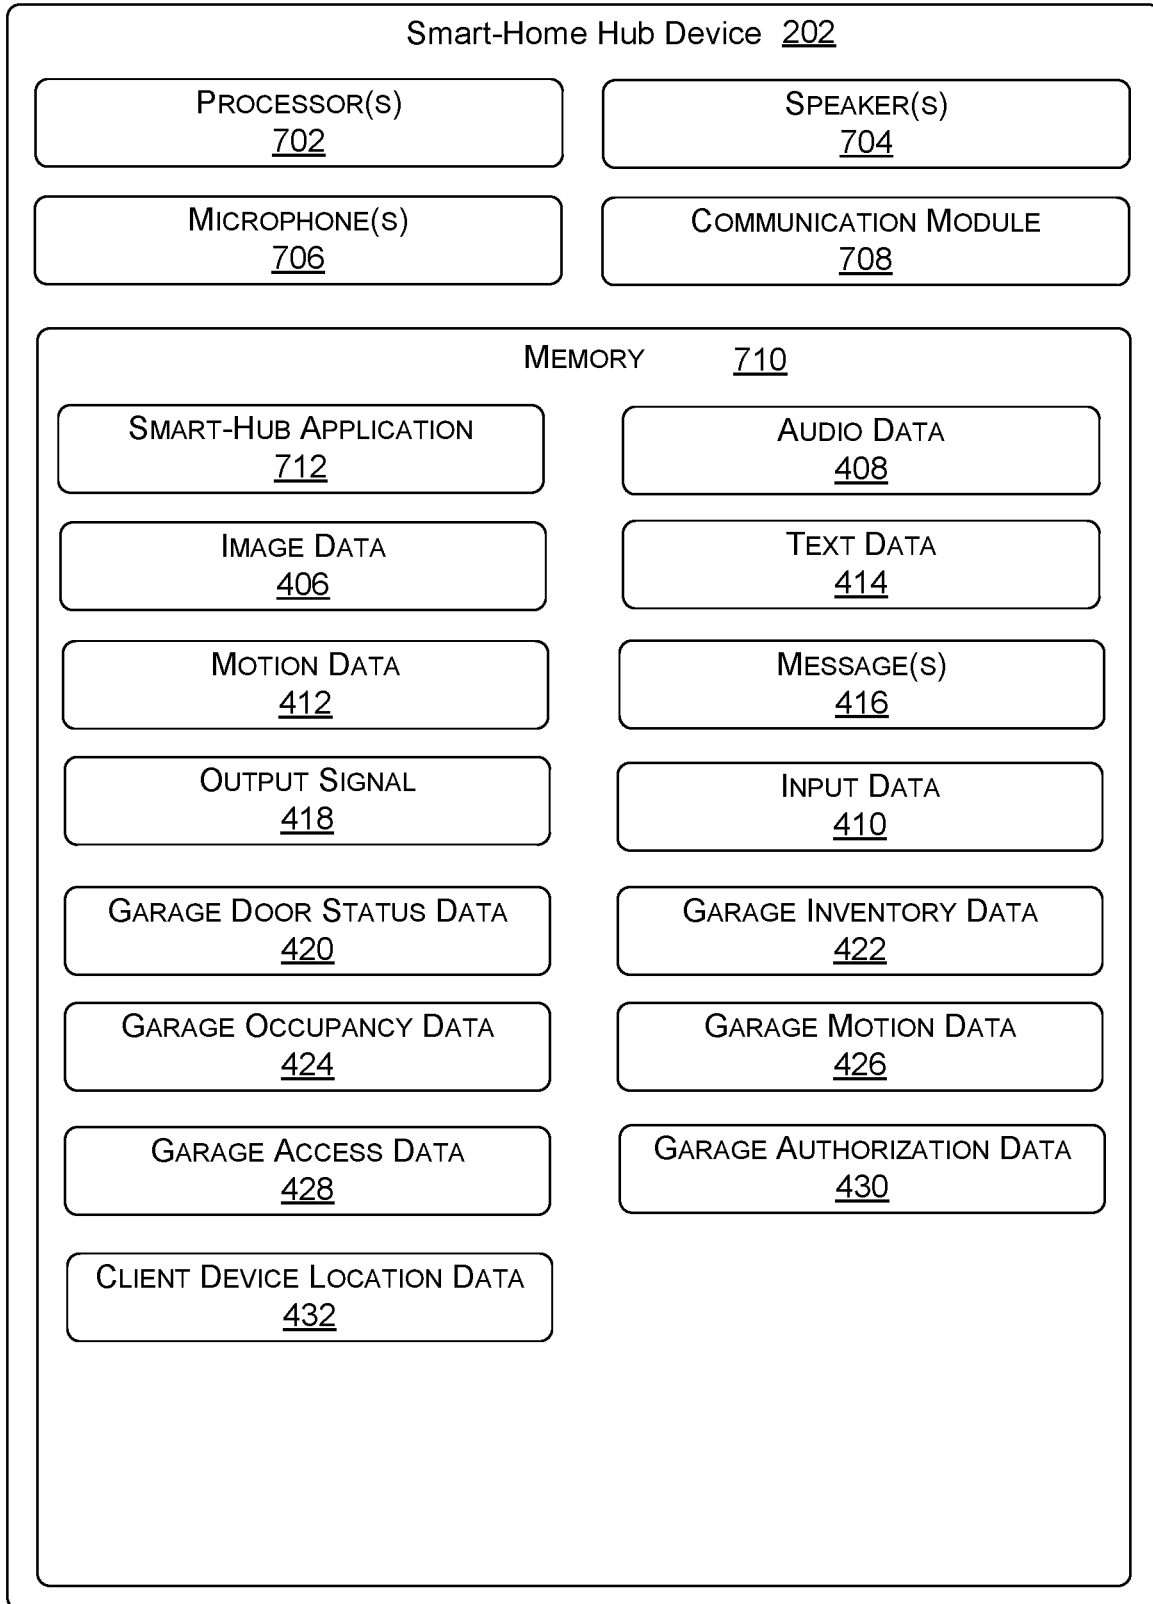 Smart-Home Hub Device 202
PROCESSOR(S)
702
SPEAKER(S)
704
MICROPHONE(S)
706
COMMUNICATION MODULE
708
MEMORY 710
SMART-HUB APPLICATION
712
AUDIO DATA
408
IMAGE DATA
406
TEXT DATA
414
MOTION DATA
412
MESSAGE(S)
416
OUTPUT SIGNAL
418
INPUT DATA
410
GARAGE DOOR STATUS DATA
420
GARAGE INVENTORY DATA
422
GARAGE OCCUPANCY DATA
424
GARAGE MOTION DATA
426
GARAGE ACCESS DATA
428
GARAGE AUTHORIZATION DATA
430
CLIENT DEVICE LOCATION DATA
432